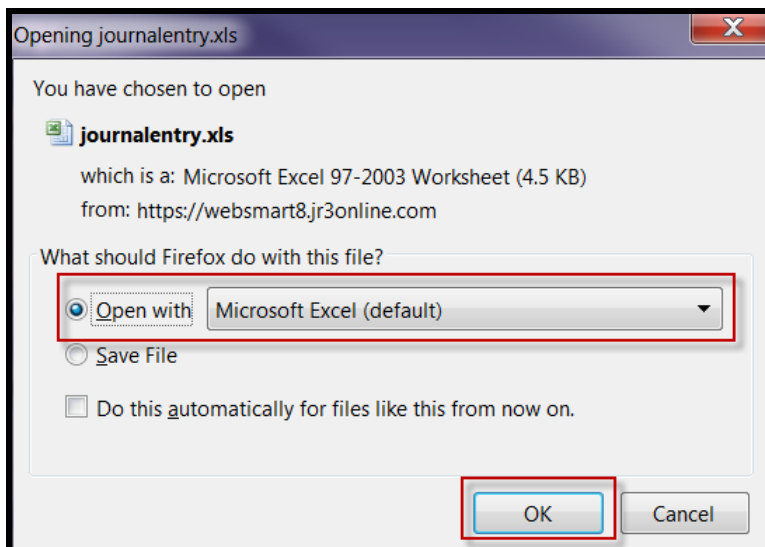 Opening journalentry.xls
X
You have chosen to open
journalentry.xls
which is a: Microsoft Excel 97-2003 Worksheet (4.5 KB)
from: https://websmart8.jr3online.com
What should Firefox do with this file?
Open with Microsoft Excel (default)
Save File
Do this automatically for files like this from now on.
OK Cancel